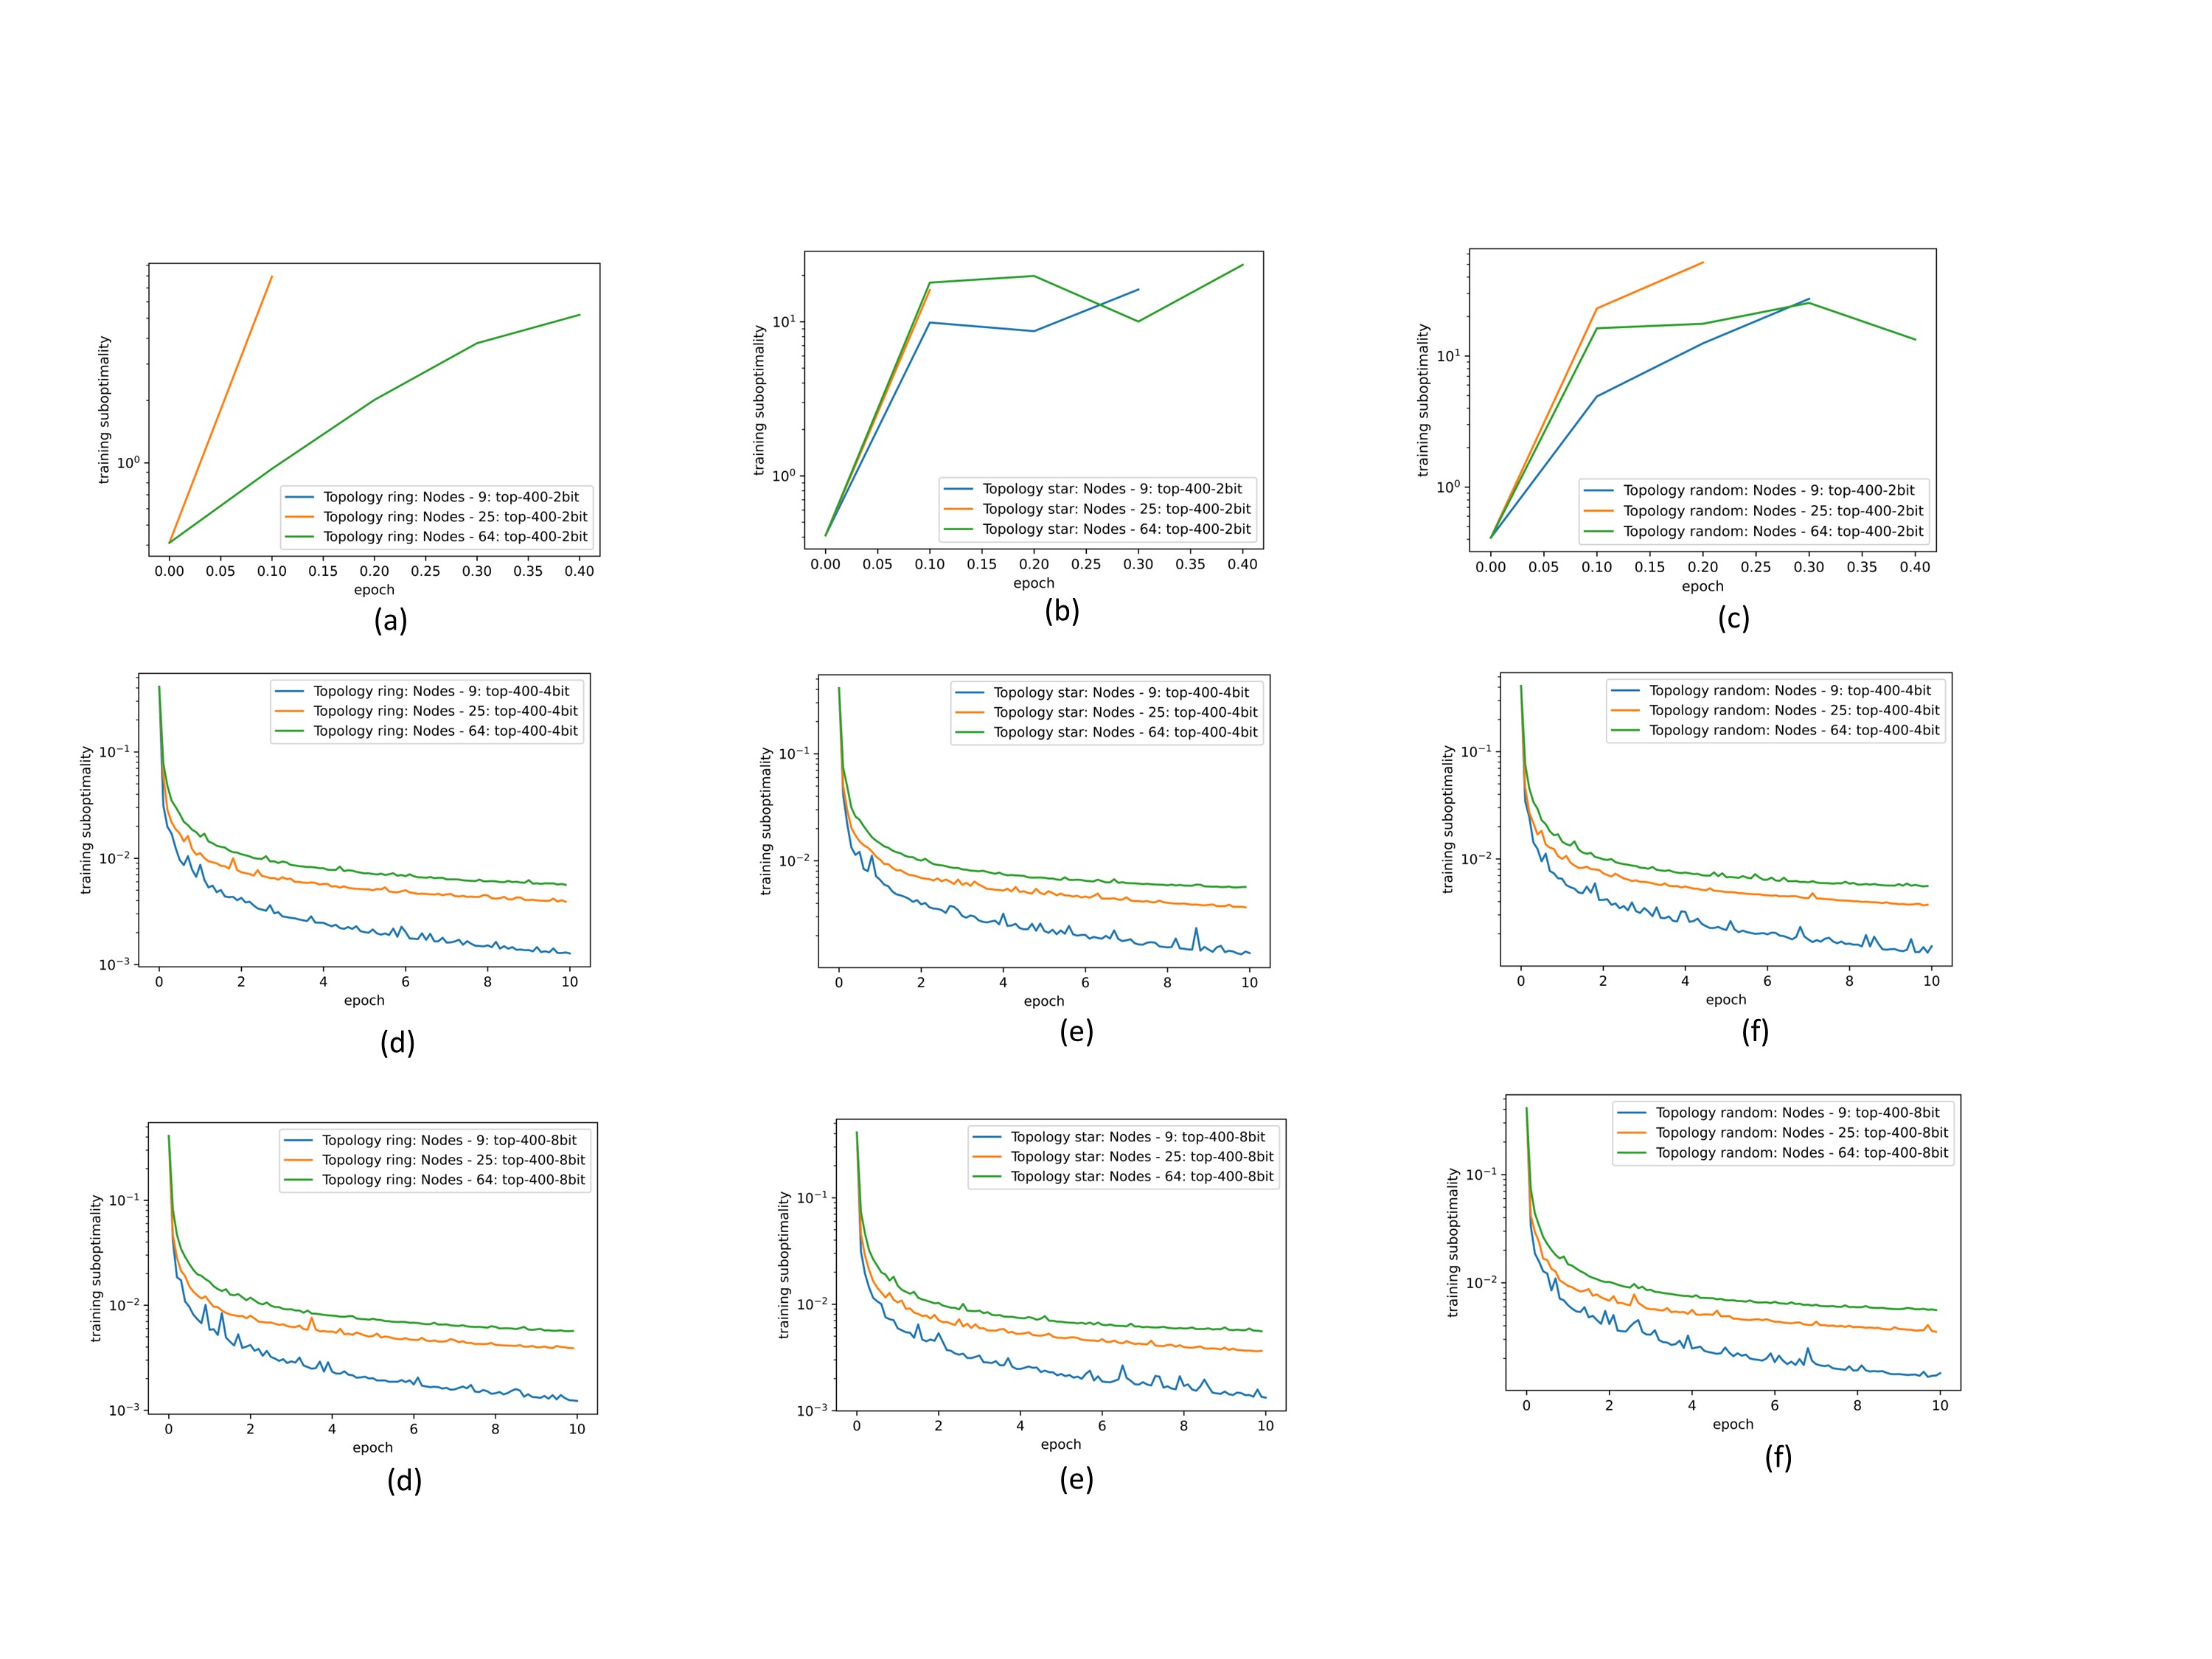 training suboptimality
10⁰
Topology ring: Nodes - 9: top-400-2bit
Topology ring: Nodes - 25: top-400-2bit
Topology ring: Nodes - 64: top-400-2bit
0.00 0.05 0.10 0.15 0.20 0.25 0.30 0.35 0.40
epoch
(a)
training suboptimality
10¹
10⁰
Topology star: Nodes - 9: top-400-2bit
Topology star: Nodes - 25: top-400-2bit
Topology star: Nodes - 64: top-400-2bit
0.00 0.05 0.10 0.15 0.20 0.25 0.30 0.35 0.40
epoch
(b)
training suboptimality
10¹
10⁰
Topology random: Nodes - 9: top-400-2bit
Topology random: Nodes - 25: top-400-2bit
Topology random: Nodes - 64: top-400-2bit
0.00 0.05 0.10 0.15 0.20 0.25 0.30 0.35 0.40
epoch
(c)
training suboptimality
10⁻¹
10⁻²
10⁻³
Topology ring: Nodes - 9: top-400-4bit
Topology ring: Nodes - 25: top-400-4bit
Topology ring: Nodes - 64: top-400-4bit
0 2 4 6 8 10
epoch
(d)
training suboptimality
10⁻¹
10⁻²
Topology star: Nodes - 9: top-400-4bit
Topology star: Nodes - 25: top-400-4bit
Topology star: Nodes - 64: top-400-4bit
0 2 4 6 8 10
epoch
(e)
training suboptimality
10⁻¹
10⁻²
Topology random: Nodes - 9: top-400-4bit
Topology random: Nodes - 25: top-400-4bit
Topology random: Nodes - 64: top-400-4bit
0 2 4 6 8 10
epoch
(f)
training suboptimality
10⁻¹
10⁻²
10⁻³
Topology ring: Nodes - 9: top-400-8bit
Topology ring: Nodes - 25: top-400-8bit
Topology ring: Nodes - 64: top-400-8bit
0 2 4 6 8 10
epoch
(d)
training suboptimality
10⁻¹
10⁻²
10⁻³
Topology star: Nodes - 9: top-400-8bit
Topology star: Nodes - 25: top-400-8bit
Topology star: Nodes - 64: top-400-8bit
0 2 4 6 8 10
epoch
(e)
training suboptimality
10⁻¹
10⁻²
Topology random: Nodes - 9: top-400-8bit
Topology random: Nodes - 25: top-400-8bit
Topology random: Nodes - 64: top-400-8bit
0 2 4 6 8 10
epoch
(f)